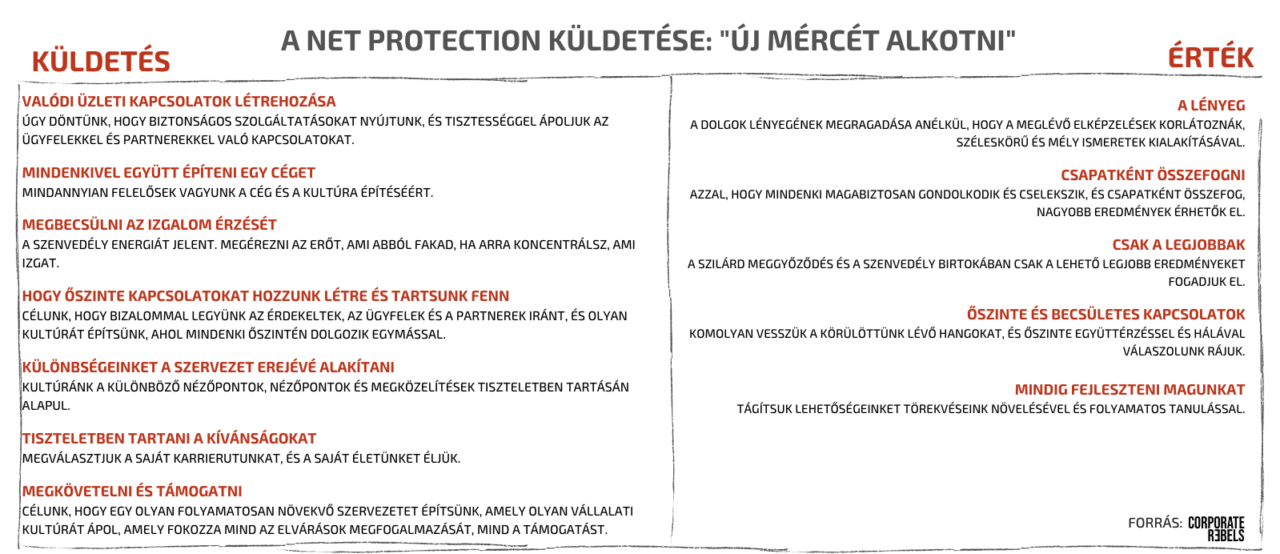 A NET PROTECTION KÜLDETÉSE: "ÚJ MÉRCÉT ALKOTNI"
KÜLDETÉS
VALÓDI ÜZLETI KAPCSOLATOK LÉTREHOZÁSA
ÚGY DÖNTÜNK, HOGY BIZTONSÁGOS SZOLGÁLTATÁSOKAT NYÚJTUNK, ÉS TISZTESSÉGGEL ÁPOLJUK AZ
ÜGYFELEKKEL ÉS PARTNEREKKEL VALÓ KAPCSOLATOKAT.
MINDENKIVEL EGYÜTT ÉPÍTENI EGY CÉGET
MINDANNYIAN FELELŐSEK VAGYUNK A CÉG ÉS A KULTÚRA ÉPÍTÉSÉÉRT.
MEGBECSÜLNI AZ IZGALOM ÉRZÉSÉT
A SZENVEDÉLY ENERGIÁT JELENT. MEGÉREZNI AZ ERŐT, AMI ABBÓL FAKAD, HA ARRA KONCENTRÁLSZ, AMI
IZGAT.
HOGY ŐSZINTE KAPCSOLATOKAT HOZZUNK LÉTRE ÉS TARTSUNK FENN
CÉLUNK, HOGY BIZALOMMAL LEGYÜNK AZ ÉRDEKELTEK, AZ ÜGYFELEK ÉS A PARTNEREK IRÁNT, ÉS OLYAN
KULTÚRÁT ÉPÍTSÜNK, AHOL MINDENKI ŐSZINTÉN DOLGOZIK EGYMÁSSAL.
KÜLÖNBSÉGEINKET A SZERVEZET EREJÉVÉ ALAKÍTANI
KULTÚRÁNK A KÜLÖNBÖZŐ NÉZŐPONTOK, NÉZŐPONTOK ÉS MEGKÖZELÍTÉSEK TISZTELETBEN TARTÁSÁN
ALAPUL.
TISZTELETBEN TARTANI A KÍVÁNSÁGOKAT
MEGVÁLASZTJUK A SAJÁT KARRIERUTUNKAT, ÉS A SAJÁT ÉLETÜNKET ÉLJÜK.
MEGKÖVETELNI ÉS TÁMOGATNI
CÉLUNK, HOGY EGY OLYAN FOLYAMATOSAN NÖVEKVŐ SZERVEZETET ÉPÍTSÜNK, AMELY OLYAN VÁLLALATI
KULTÚRÁT ÁPOL, AMELY FOKOZZA MIND AZ ELVÁRÁSOK MEGFOGALMAZÁSÁT, MIND A TÁMOGATÁST.
ÉRTÉK
A LÉNYEG
A DOLGOK LÉNYEGÉNEK MEGRAGADÁSA ANÉLKÜL, HOGY A MEGLÉVŐ ELKÉPZELÉSEK KORLÁTOZNÁK,
SZÉLESKÖRŰ ÉS MÉLY ISMERETEK KIALAKÍTÁSÁVAL.
CSAPATKÉNT ÖSSZEFOGNI
AZZAL, HOGY MINDENKI MAGABIZTOSAN GONDOLKODIK ÉS CSELEKSZIK, ÉS CSAPATKÉNT ÖSSZEFOG,
NAGYOBB EREDMÉNYEK ÉRHETŐK EL.
CSAK A LEGJOBBAK
A SZILÁRD MEGGYŐZŐDÉS ÉS A SZENVEDÉLY BIRTOKÁBAN CSAK A LEHETŐ LEGJOBB EREDMÉNYEKET
FOGADJUK EL.
ŐSZINTE ÉS BECSÜLETES KAPCSOLATOK
KOMOLYAN VESSZÜK A KÖRÜLÖTTÜNK LÉVŐ HANGOKAT, ÉS ŐSZINTE EGYÜTTÉRZÉSSEL ÉS HÁLÁVAL
VÁLASZOLUNK RÁJUK.
MINDIG FEJLESZTENI MAGUNKAT
TÁGÍTSUK LEHETŐSÉGEINKET TÖREKVÉSEINK NÖVELÉSÉVEL ÉS FOLYAMATOS TANULÁSSAL.
FORRÁS: CORPORATE
REBELS